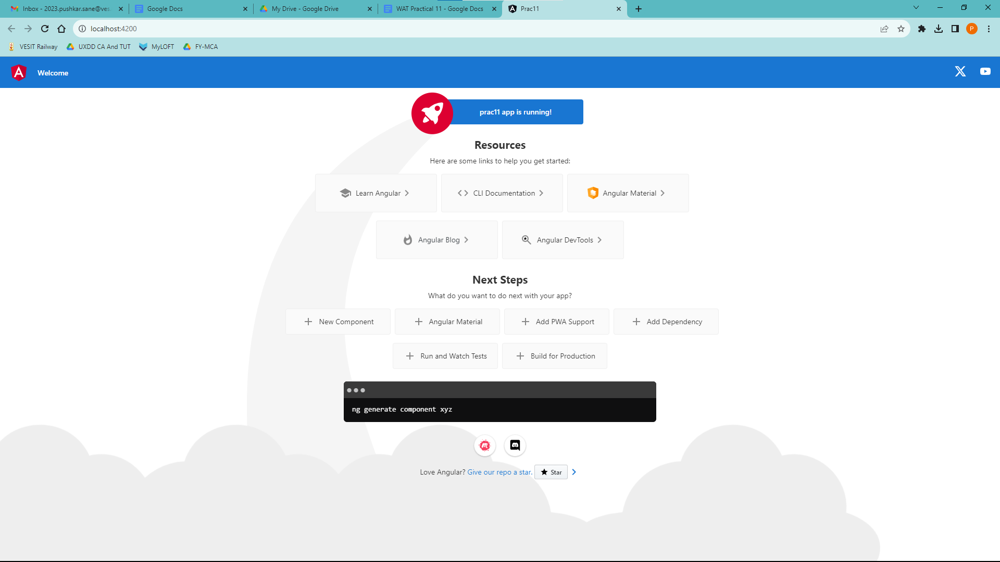 Inbox - 2023.pushkar.sane@ves.
Google Docs
My Drive - Google Drive
WAT Practical 11 - Google Docs
Prac11
localhost:4200
P
VESIT Railway
UXDD CA And TUT
MyLOFT
FY-MCA
Welcome
prac11 app is running!
Resources
Here are some links to help you get started:
Learn Angular
CLI Documentation
Angular Material
Angular Blog
Angular DevTools
Next Steps
What do you want to do next with your app?
New Component
Angular Material
Add PWA Support
Add Dependency
Run and Watch Tests
Build for Production
ng generate component xyz
Love Angular? Give our repo a star. Star